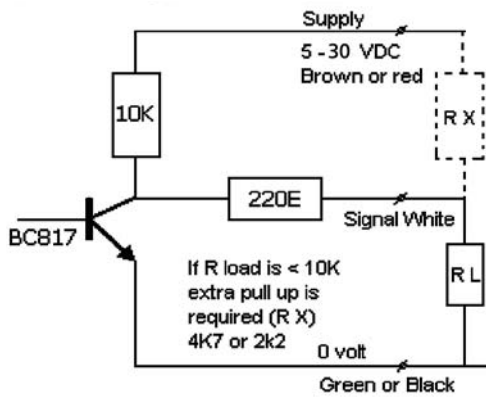 Supply
5 -30 VDC
Brown or red
10K
R X
220E
Signal White
BC817
If R load is < 10K
extra pull up is
required (R X)
4K7 or 2k2
R L
0 volt
Green or Black